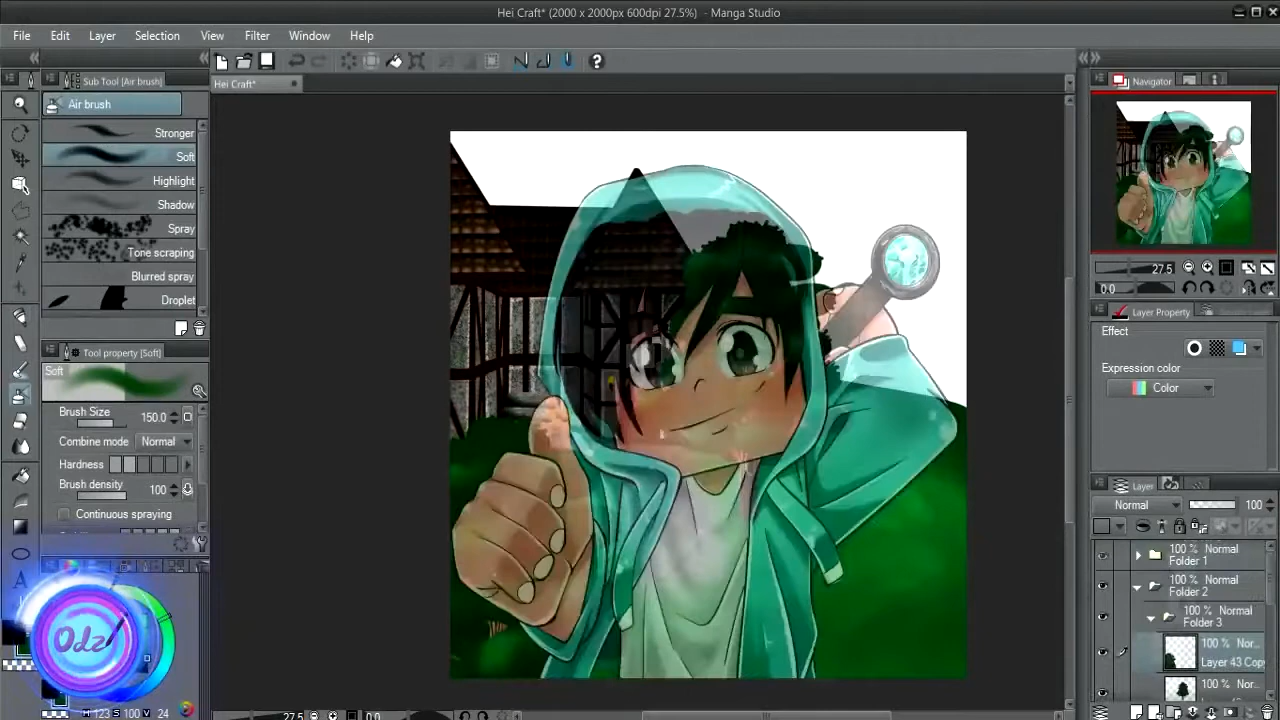 Hei Craft* (2000 x 2000px 600dpi 27.5%) - Manga Studio
File Edit Layer Selection View Filter Window Help
Sub Tool [Air brush]
Hei Craft*
Navigator
Air brush
Stronger
Soft
Highlight
Shadow
Spray
Tone scraping
Blurred spray
Droplet
27.5
0.0
Layer Property
Effect
Expression color
Color
Tool property [Soft]
Soft
Brush Size 150.0
Combine mode Normal
Hardness
Brush density 100
Continuous spraying
Layer
Normal 100
100 % Normal
Folder 1
100 % Normal
Folder 2
100 % Normal
Folder 3
100 % Nor...
Layer 43 Copy
100 % Nor...
Odz
H 123 S 100 V 24
27.5 0.0